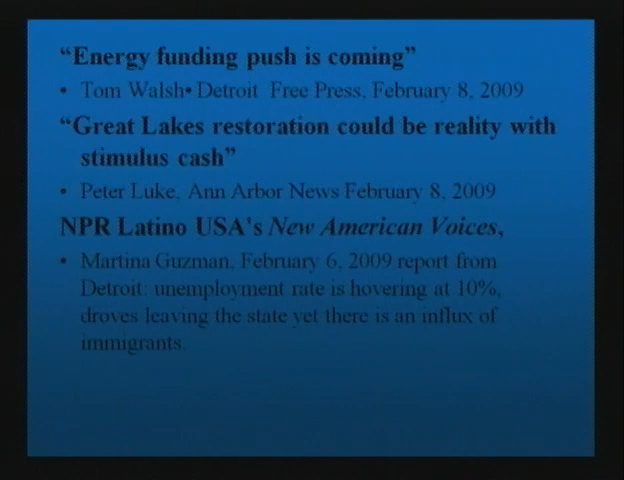 “Energy funding push is coming”
• Tom Walsh• Detroit Free Press, February 8, 2009
“Great Lakes restoration could be reality with
stimulus cash”
• Peter Luke, Ann Arbor News February 8, 2009
NPR Latino USA's New American Voices,
• Martina Guzman, February 6, 2009 report from
Detroit: unemployment rate is hovering at 10%,
droves leaving the state yet there is an influx of
immigrants.